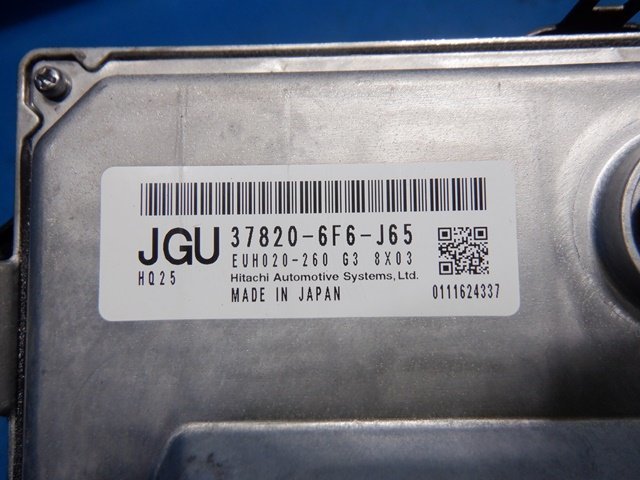 JGU 37820-6F6-J65
EUH020-260 G3 8X03
HQ25
Hitachi Automotive Systems, Ltd.
MADE IN JAPAN
0111624337